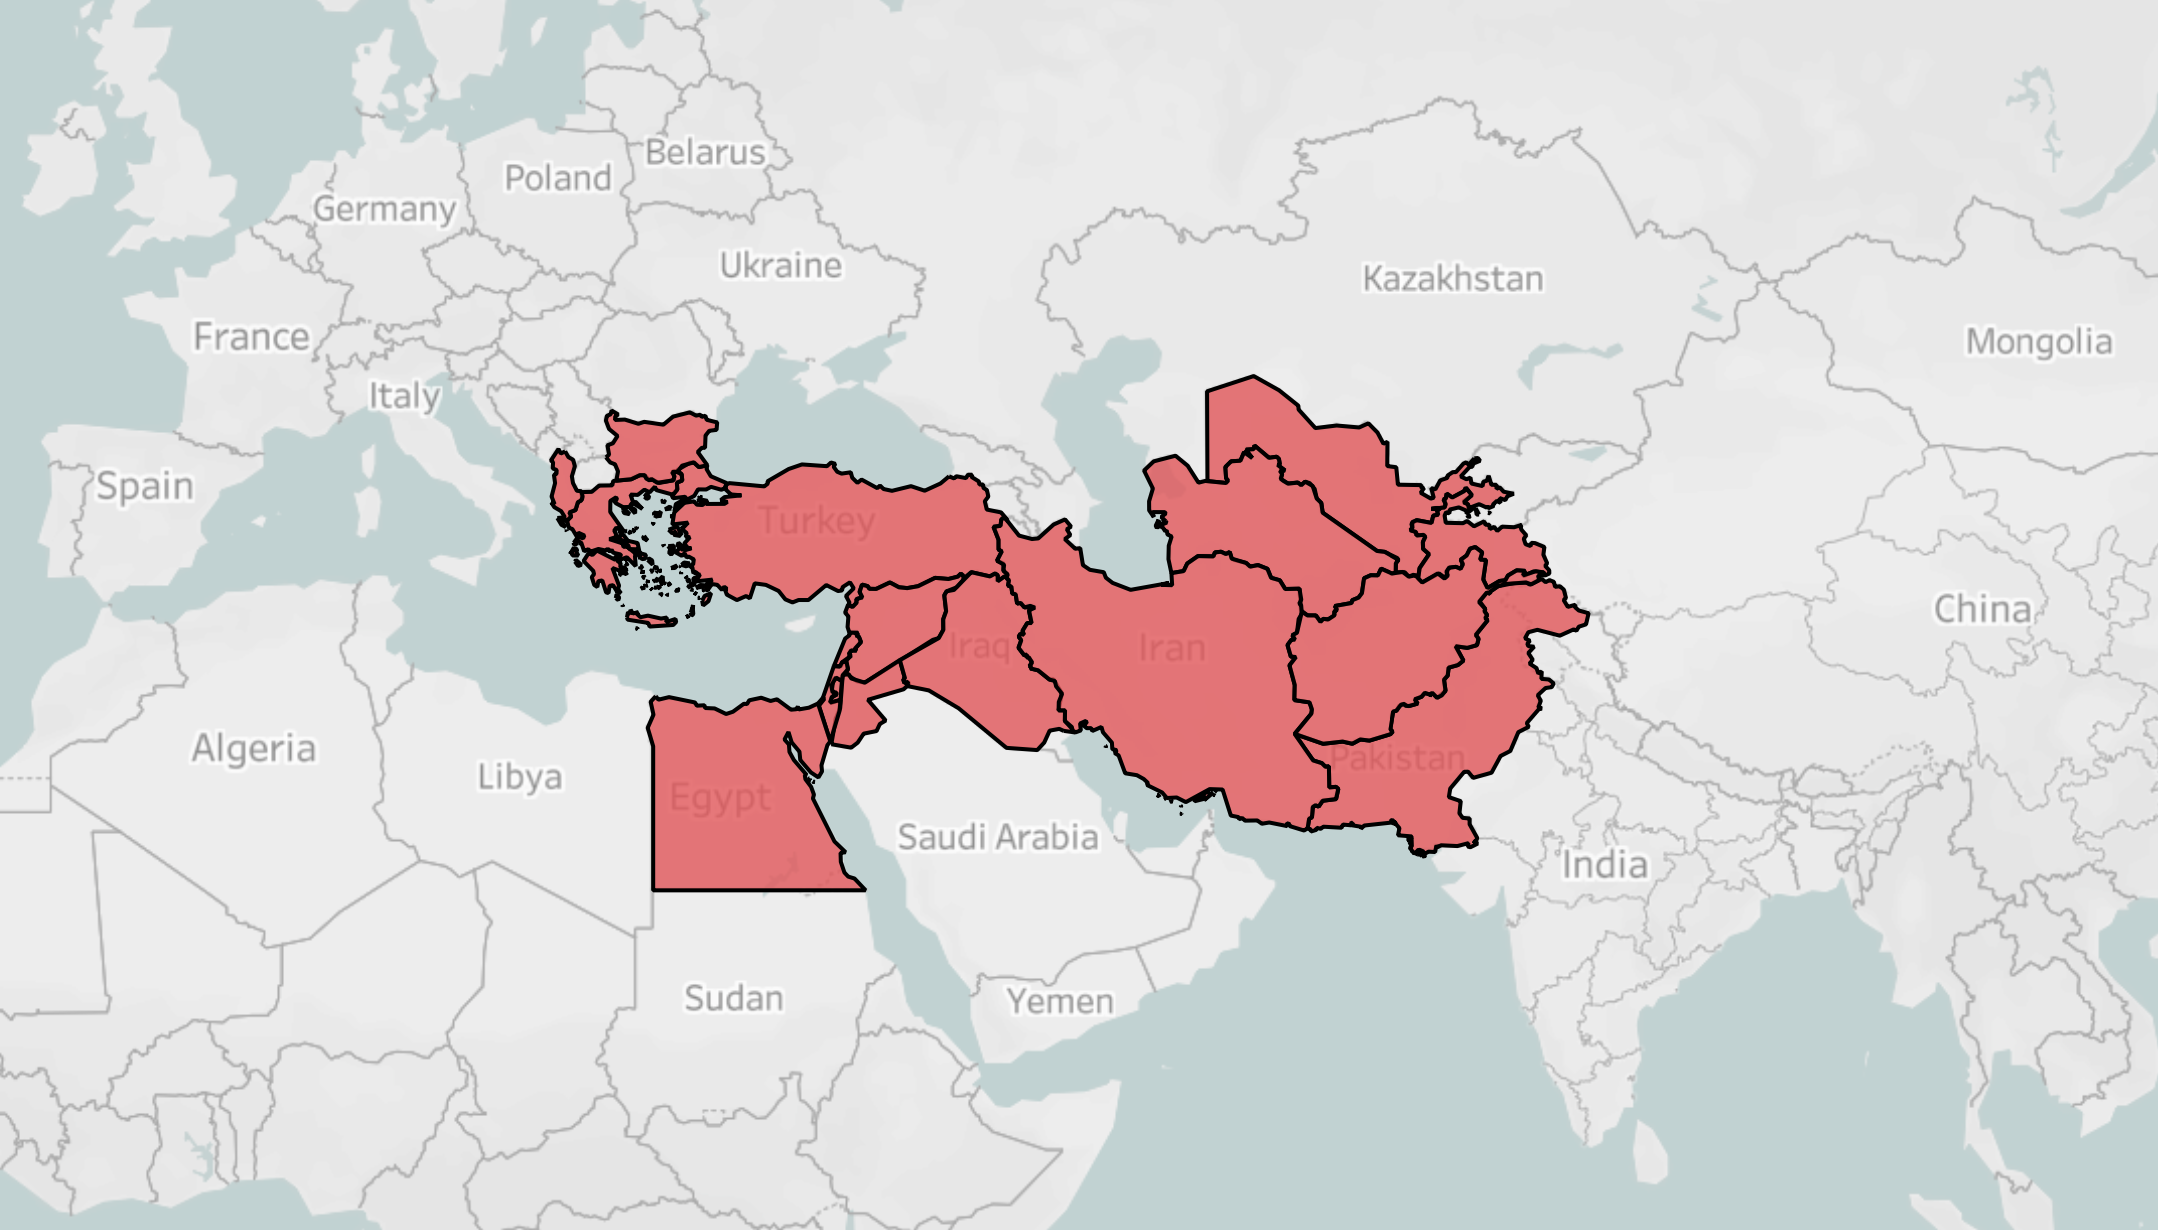 Belarus
Poland
Germany
Ukraine
Kazakhstan
France
Mongolia
Italy
Spain
Turkey
China
Iraq
Iran
Algeria
Pakistan
Libya
Egypt
Saudi Arabia
India
Sudan
Yemen